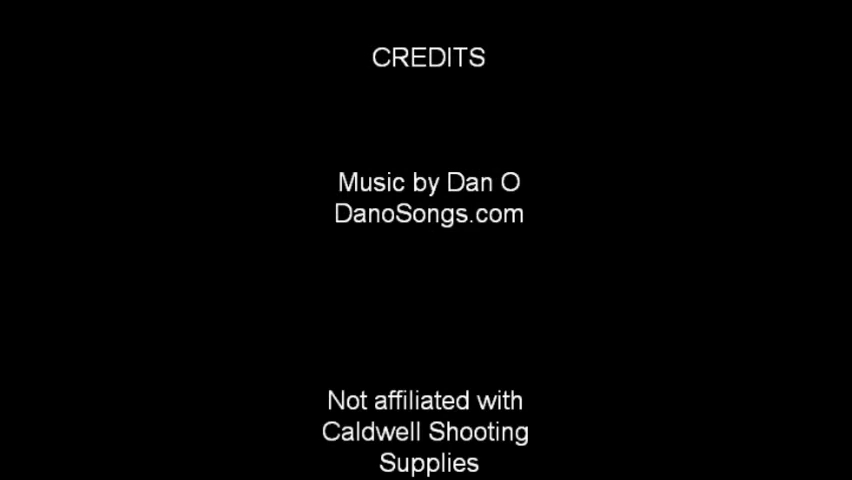 CREDITS
Music by Dan O
DanoSongs.com
Not affiliated with
Caldwell Shooting
Supplies